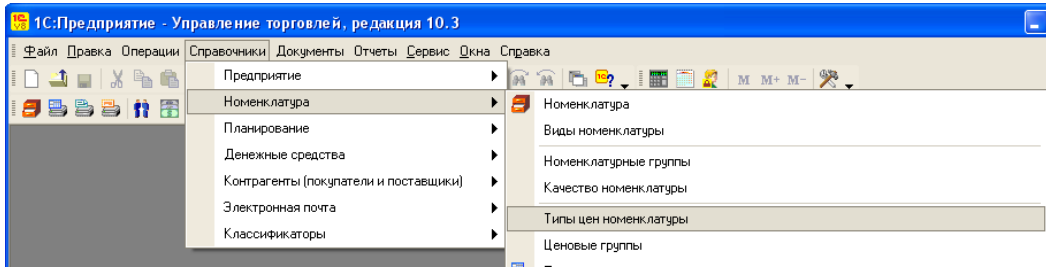 1С:Предприятие - Управление торговлей, редакция 10.3
Файл Правка Операции Справочники Документы Отчеты Сервис Окна Справка
M M+ M-
Предприятие
Номенклатура
Планирование
Денежные средства
Контрагенты (покупатели и поставщики)
Электронная почта
Классификаторы
Номенклатура
Виды номенклатуры
Номенклатурные группы
Качество номенклатуры
Типы цен номенклатуры
Ценовые группы